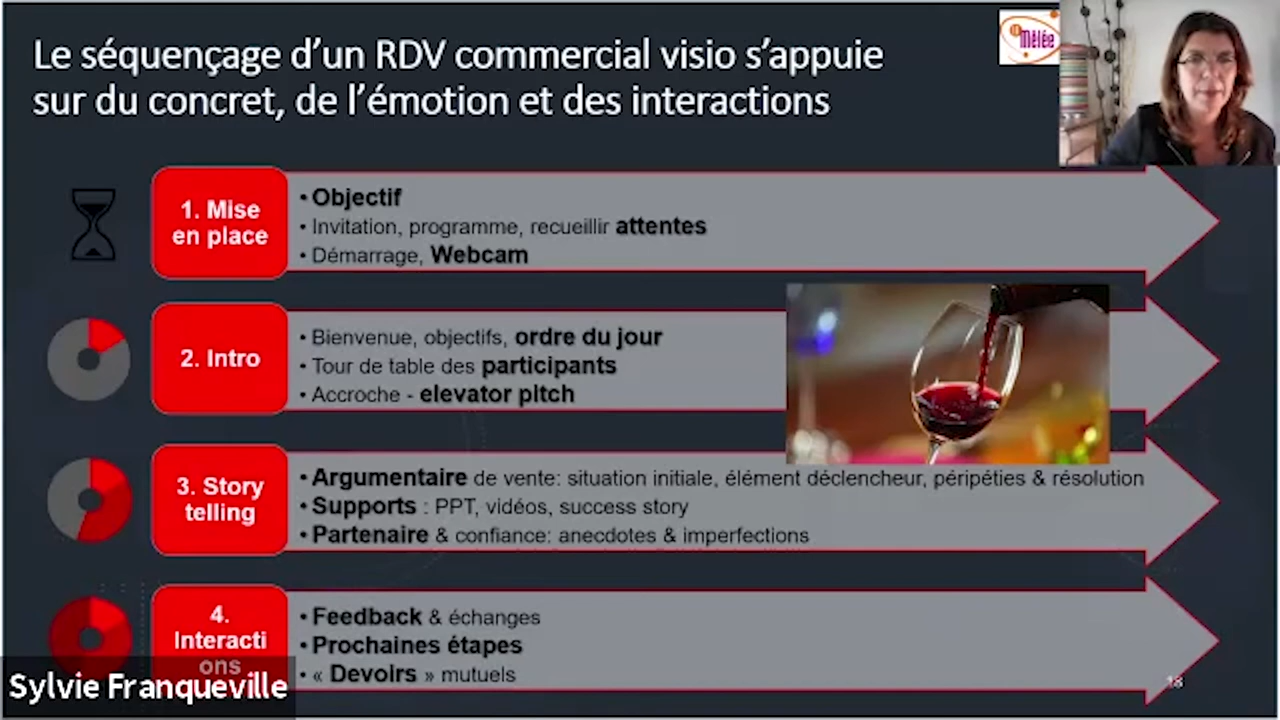 Le séquençage d’un RDV commercial visio s’appuie
sur du concret, de l’émotion et des interactions
la
Mêlée
1. Mise
en place
• Objectif
• Invitation, programme, recueillir attentes
• Démarrage, Webcam
2. Intro
• Bienvenue, objectifs, ordre du jour
• Tour de table des participants
• Accroche - elevator pitch
3. Story
telling
• Argumentaire de vente: situation initiale, élément déclencheur, péripéties & résolution
• Supports : PPT, vidéos, success story
• Partenaire & confiance: anecdotes & imperfections
4.
Interacti
ons
• Feedback & échanges
• Prochaines étapes
• « Devoirs » mutuels
Sylvie Franqueville
18